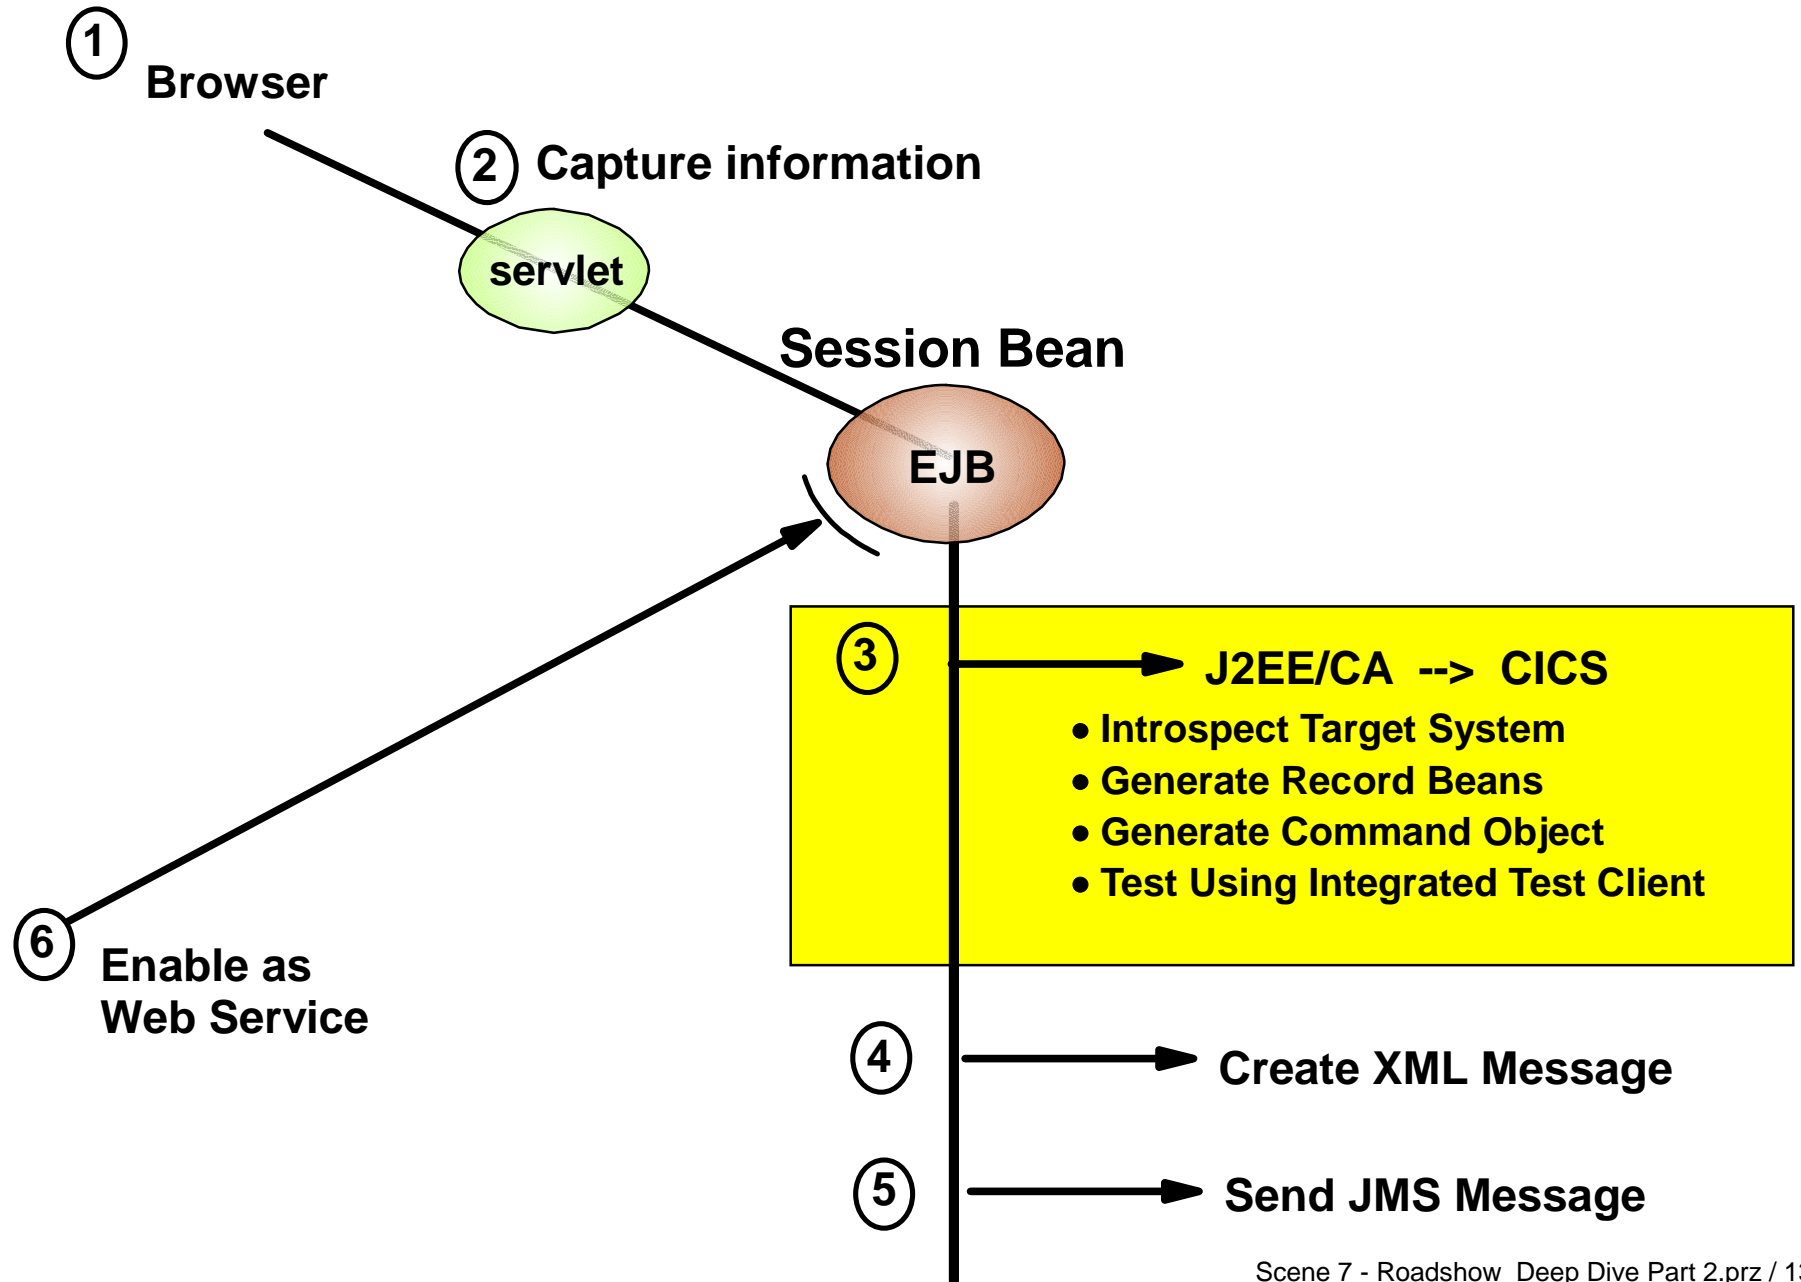 1
Browser
2 Capture information
servlet
Session Bean
EJB
3
J2EE/CA --> CICS
• Introspect Target System
• Generate Record Beans
• Generate Command Object
• Test Using Integrated Test Client
6
Enable as
Web Service
4
Create XML Message
5
Send JMS Message
Scene 7 - Roadshow_Deep Dive Part 2.prz /